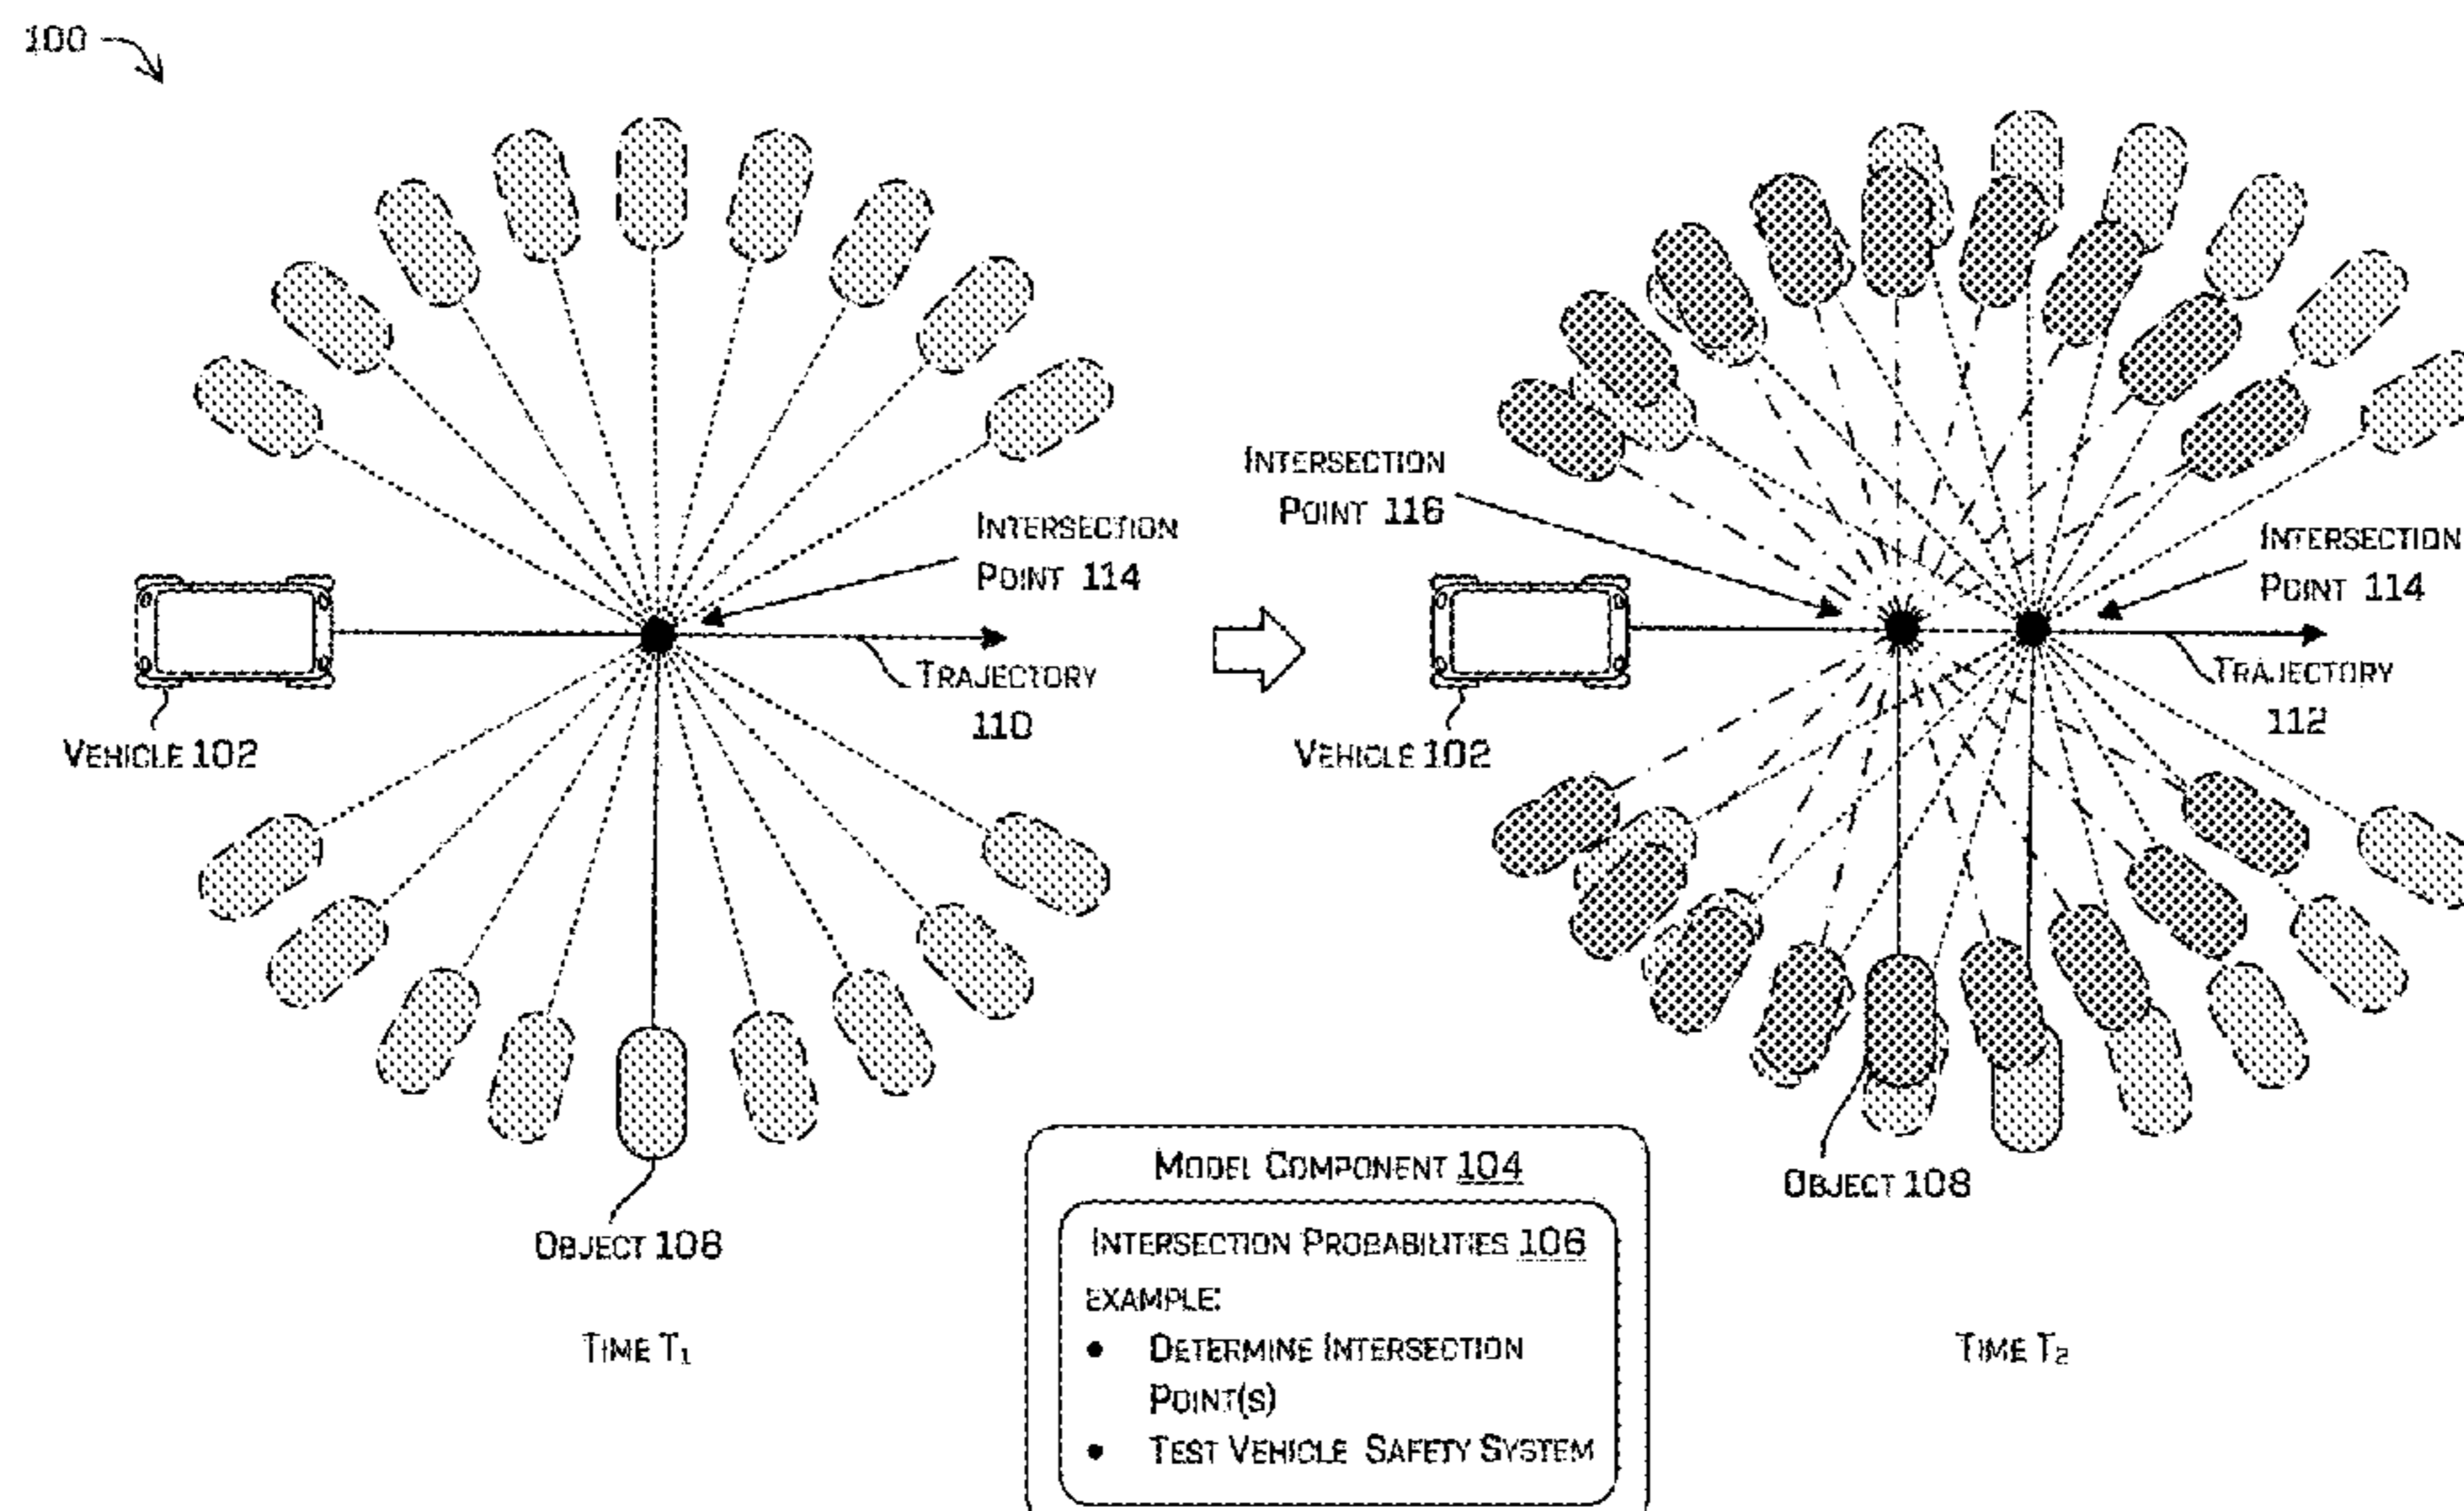 100
INTERSECTION
POINT 114
TRAJECTORY
110
VEHICLE 102
OBJECT 108
TIME T₁
INTERSECTION
POINT 116
INTERSECTION
POINT 114
TRAJECTORY
112
VEHICLE 102
OBJECT 108
TIME T₂
MODEL COMPONENT 104
INTERSECTION PROBABILITIES 106
EXAMPLE:
• DETERMINE INTERSECTION
POINT(S)
• TEST VEHICLE SAFETY SYSTEM